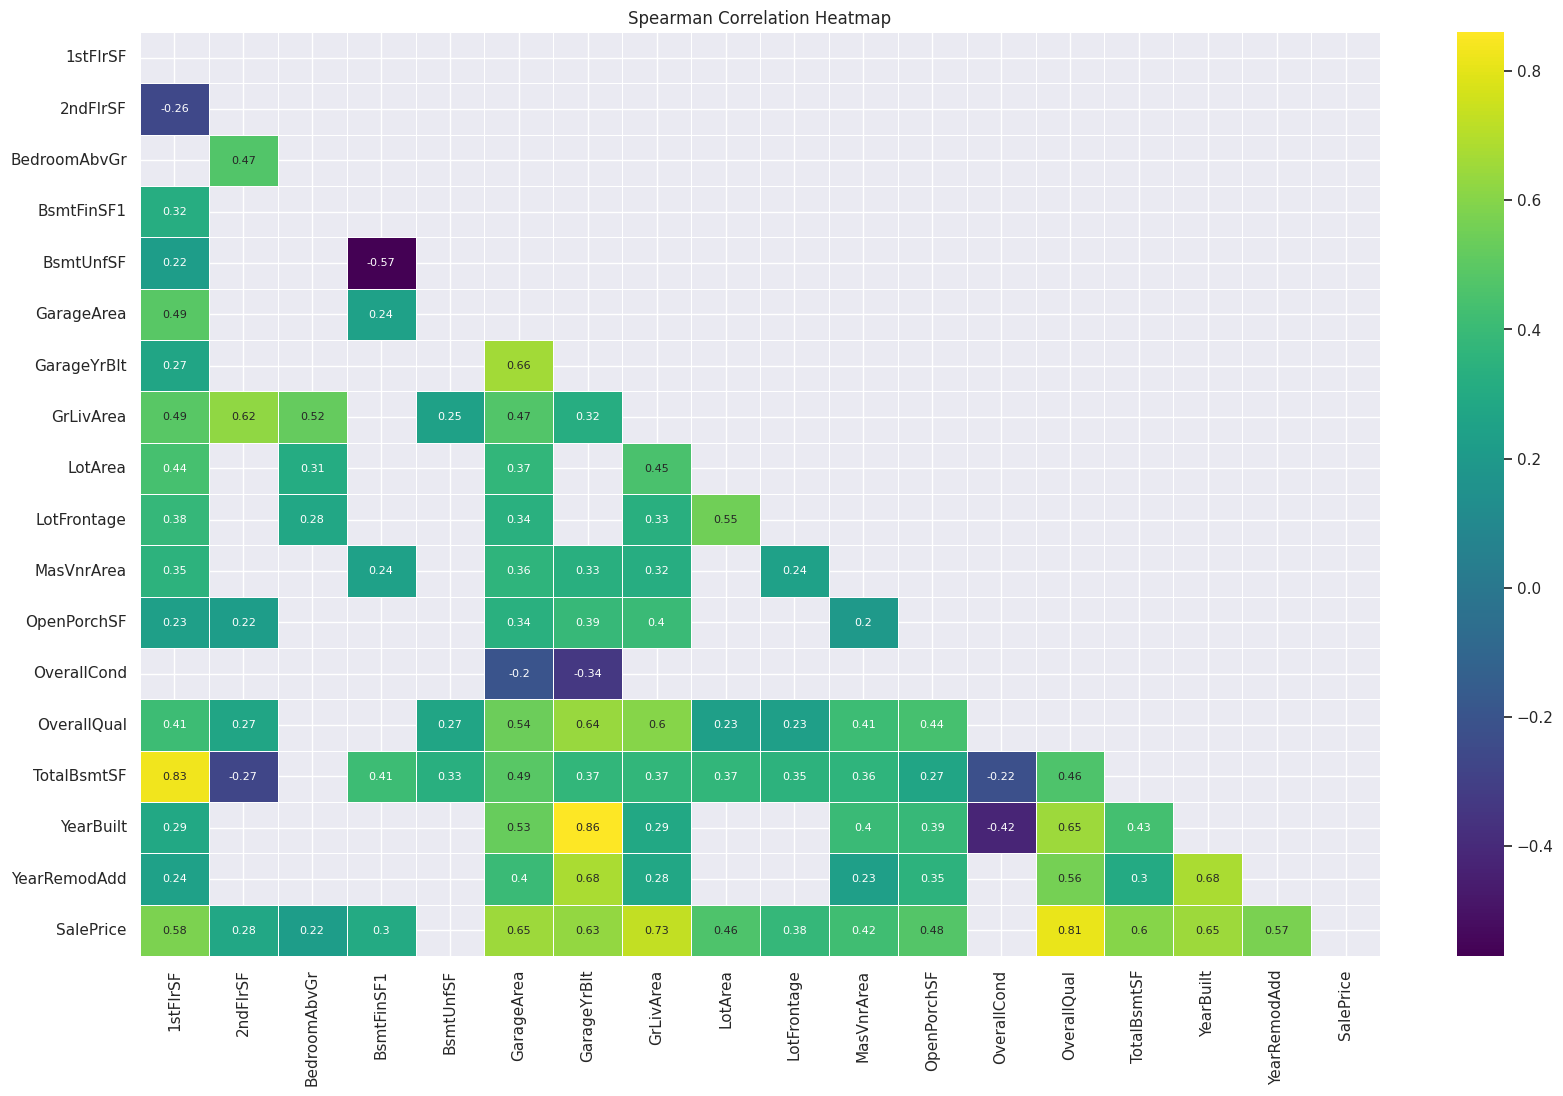 Spearman Correlation Heatmap
1stFlrSF
2ndFlrSF -0.26
BedroomAbvGr 0.47
BsmtFinSF1 0.32
BsmtUnfSF 0.22 -0.57
GarageArea 0.49 0.24
GarageYrBlt 0.27 0.66
GrLivArea 0.49 0.62 0.52 0.25 0.47 0.32
LotArea 0.44 0.31 0.37 0.45
LotFrontage 0.38 0.28 0.34 0.33 0.55
MasVnrArea 0.35 0.24 0.36 0.33 0.32 0.24
OpenPorchSF 0.23 0.22 0.34 0.39 0.4 0.2
OverallCond -0.2 -0.34
OverallQual 0.41 0.27 0.27 0.54 0.64 0.6 0.23 0.23 0.41 0.44
TotalBsmtSF 0.83 -0.27 0.41 0.33 0.49 0.37 0.37 0.37 0.35 0.36 0.27 -0.22 0.46
YearBuilt 0.29 0.53 0.86 0.29 0.4 0.39 -0.42 0.65 0.43
YearRemodAdd 0.24 0.4 0.68 0.28 0.23 0.35 0.56 0.3 0.68
SalePrice 0.58 0.28 0.22 0.3 0.65 0.63 0.73 0.46 0.38 0.42 0.48 0.81 0.6 0.65 0.57
1stFlrSF
2ndFlrSF
BedroomAbvGr
BsmtFinSF1
BsmtUnfSF
GarageArea
GarageYrBlt
GrLivArea
LotArea
LotFrontage
MasVnrArea
OpenPorchSF
OverallCond
OverallQual
TotalBsmtSF
YearBuilt
YearRemodAdd
SalePrice
0.8
0.6
0.4
0.2
0.0
−0.2
−0.4